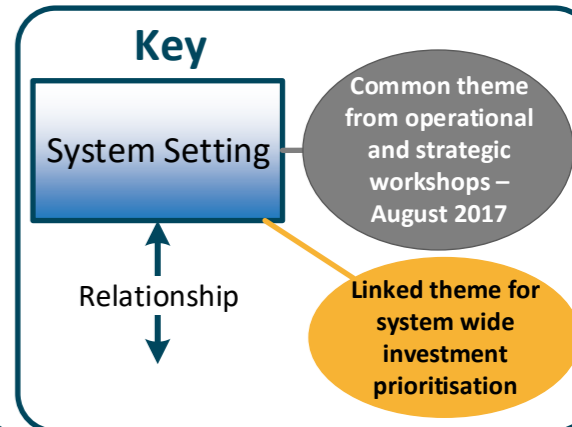 Key
System Setting
Common theme
from operational
and strategic
workshops –
August 2017
Relationship
Linked theme for
system wide
investment
prioritisation